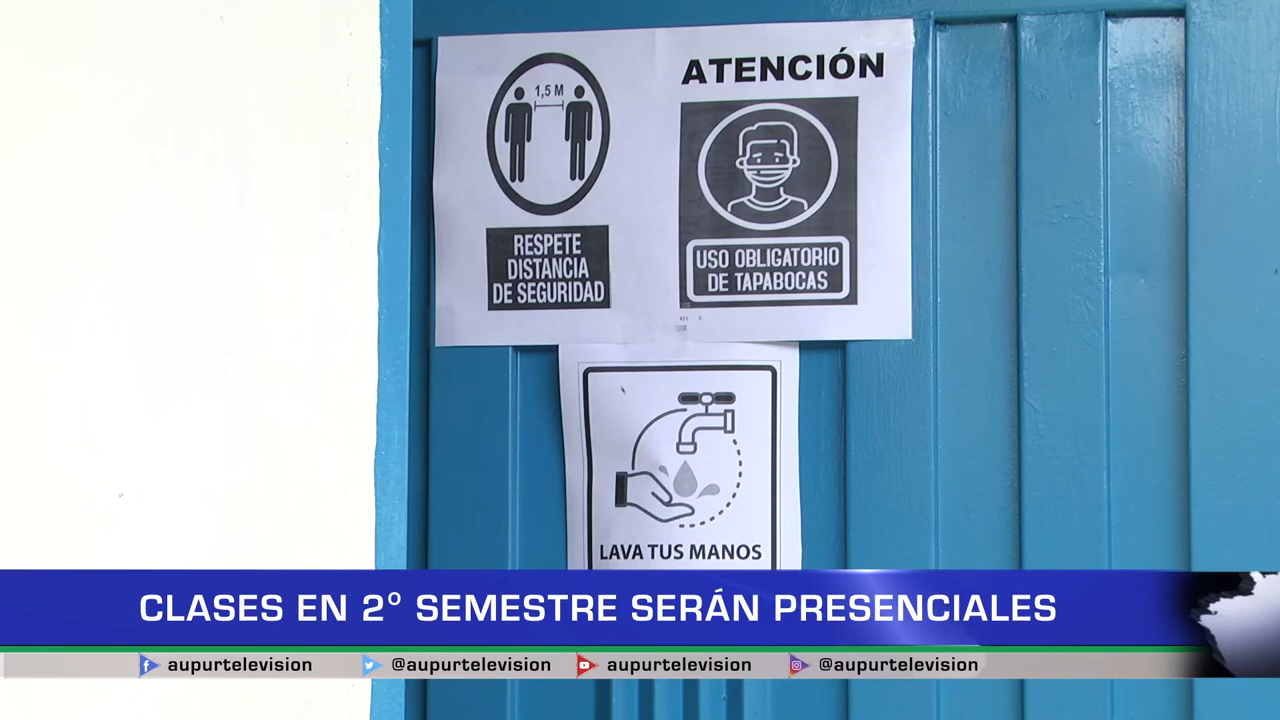 1,5 M
RESPETE
DISTANCIA
DE SEGURIDAD
ATENCIÓN
USO OBLIGATORIO
DE TAPABOCAS
LAVA TUS MANOS
CLASES EN 2º SEMESTRE SERÁN PRESENCIALES
aupurtelevision @aupurtelevision aupurtelevision @aupurtelevision